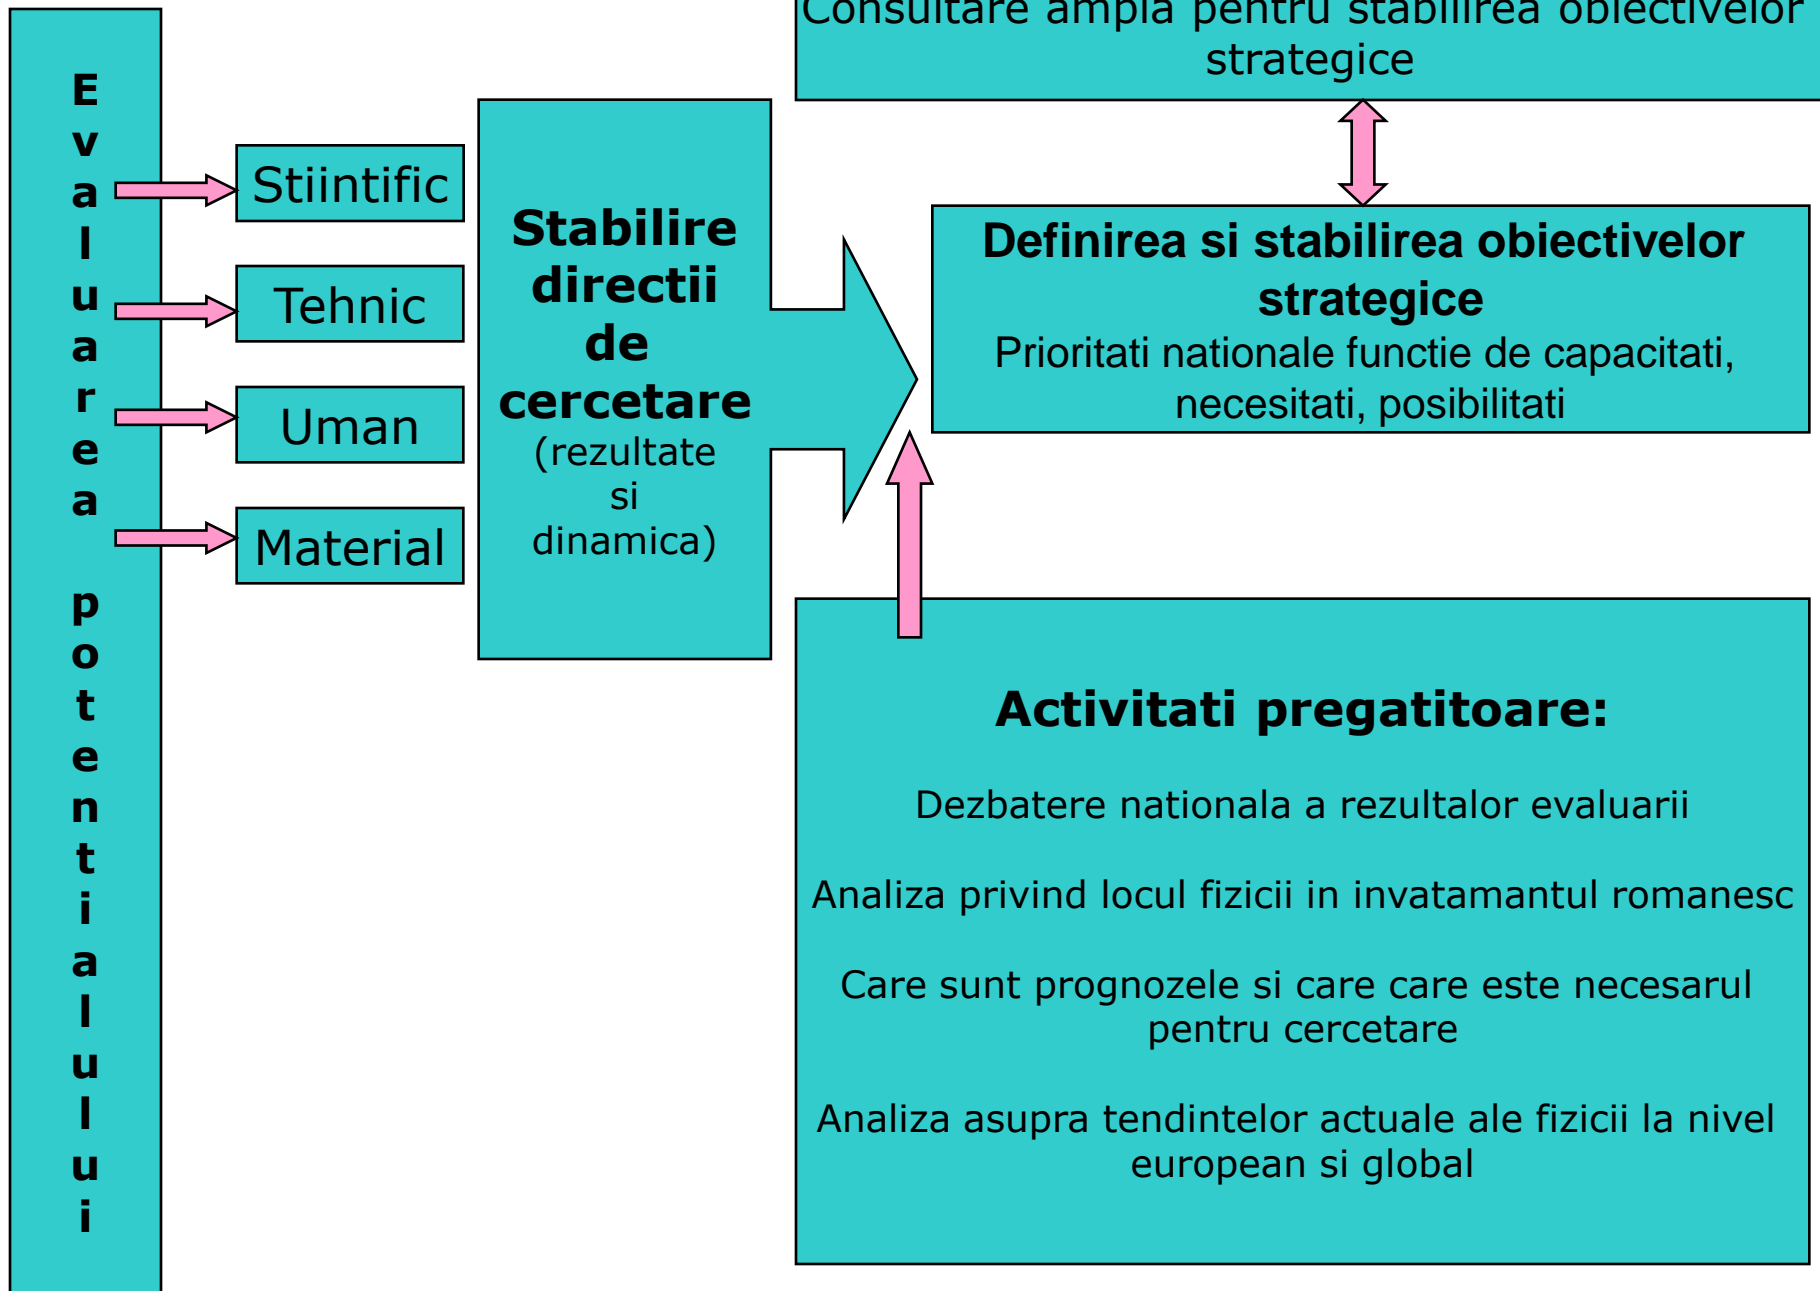 Evaluarea potentialului
Stiintific
Tehnic
Uman
Material
Stabilire
directii
de
cercetare
(rezultate
si
dinamica)
Consultare ampla pentru stabilirea obiectivelor
strategice
Definirea si stabilirea obiectivelor
strategice
Prioritati nationale functie de capacitati,
necesitati, posibilitati
Activitati pregatitoare:
Dezbatere nationala a rezultalor evaluarii
Analiza privind locul fizicii in invatamantul romanesc
Care sunt prognozele si care care este necesarul
pentru cercetare
Analiza asupra tendintelor actuale ale fizicii la nivel
european si global